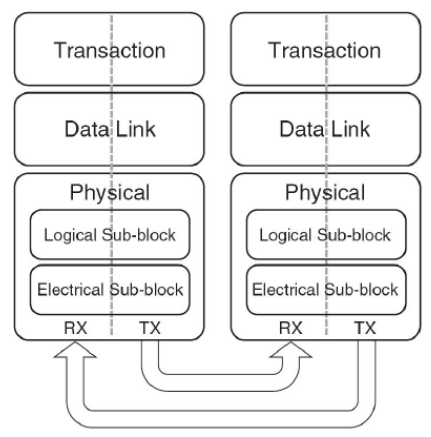 Transaction
Data Link
Physical
Logical Sub-block
Electrical Sub-block
RX TX
Transaction
Data Link
Physical
Logical Sub-block
Electrical Sub-block
RX TX